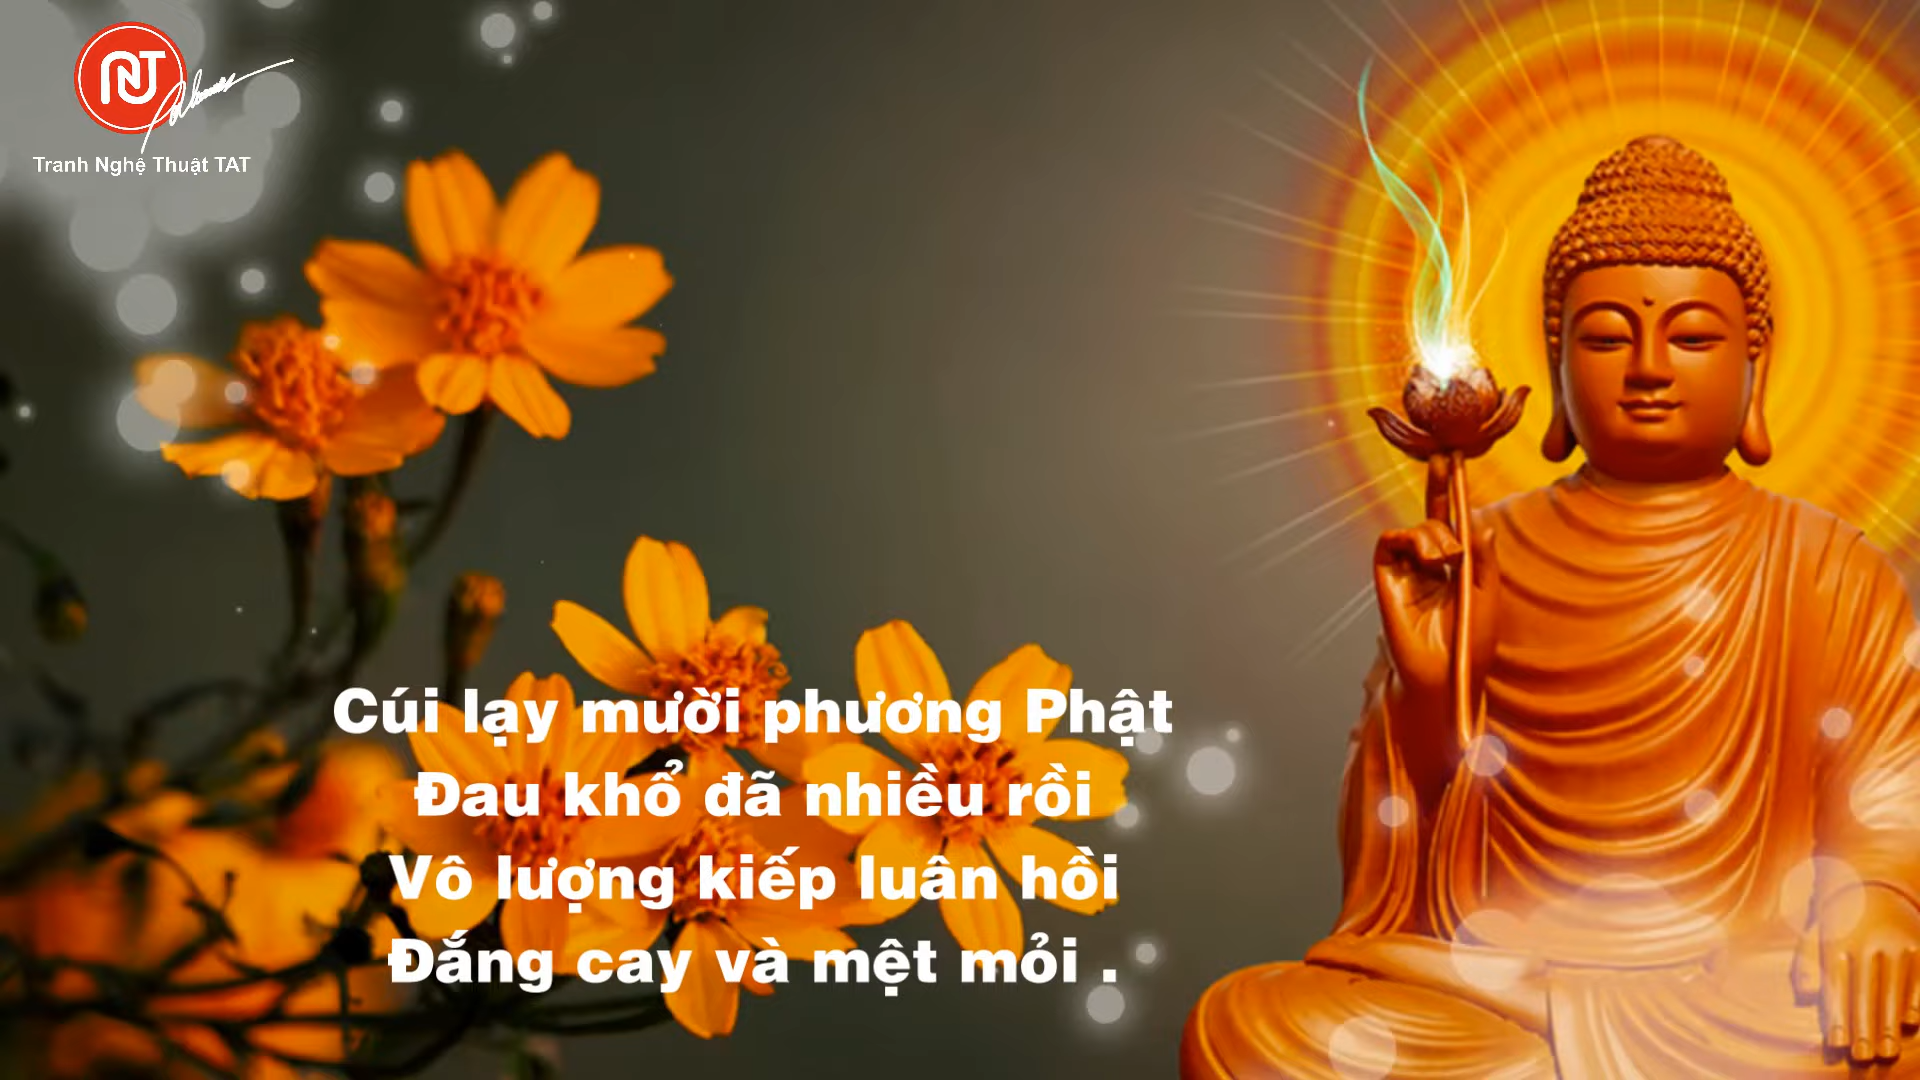 Tranh Nghệ Thuật TAT
Cúi lạy mười phương Phật
Đau khổ đã nhiều rồi
Vô lượng kiếp luân hồi
Đắng cay và mệt mỏi .